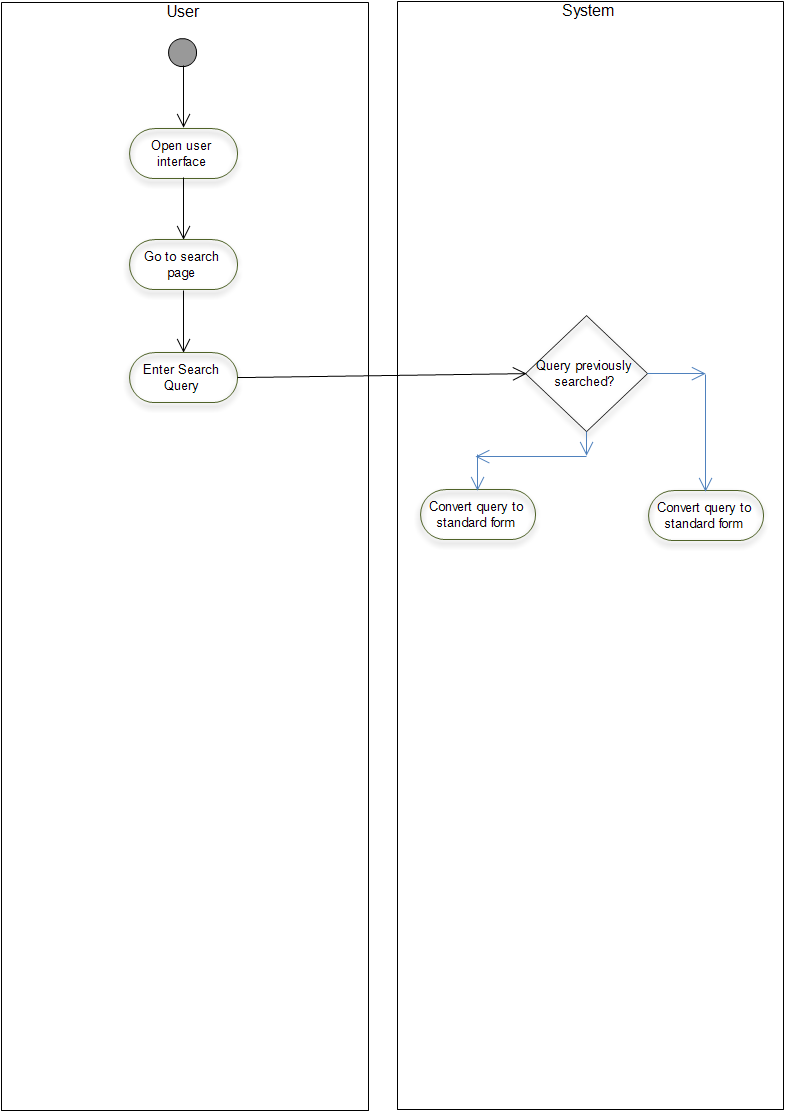 User
System
Open user
interface
Go to search
page
Enter Search
Query
Query previously
searched?
Convert query to
standard form
Convert query to
standard form